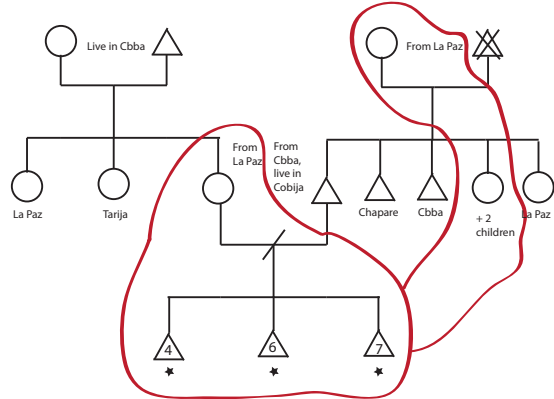 Live in Cbba
From La Paz
From
La Paz
From
Cbba,
live in
Cobija
La Paz
Tarija
Chapare
Cbba
+ 2
children
La Paz
4
6
7